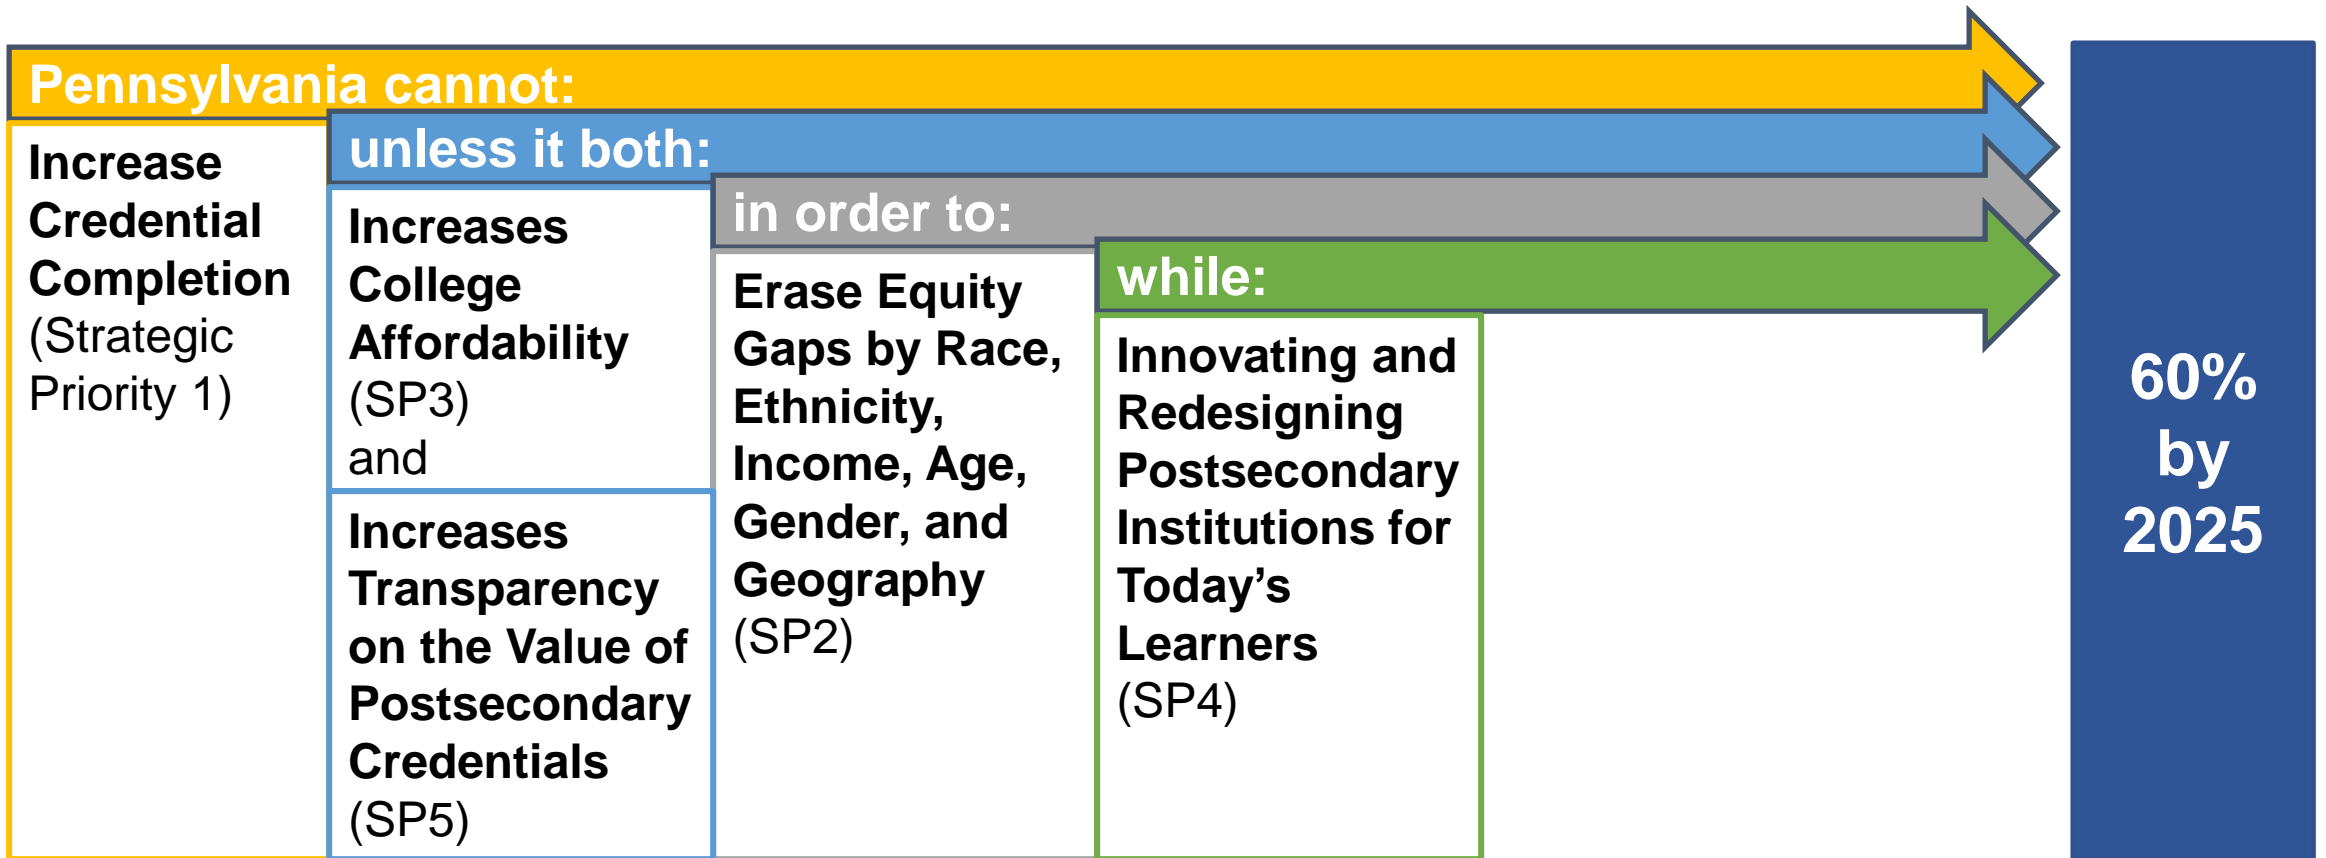 Pennsylvania cannot:
Increase
Credential
Completion
(Strategic
Priority 1)
unless it both:
Increases
College
Affordability
(SP3)
and
Increases
Transparency
on the Value of
Postsecondary
Credentials
(SP5)
in order to:
Erase Equity
Gaps by Race,
Ethnicity,
Income, Age,
Gender, and
Geography
(SP2)
while:
Innovating and
Redesigning
Postsecondary
Institutions for
Today’s
Learners
(SP4)
60%
by
2025